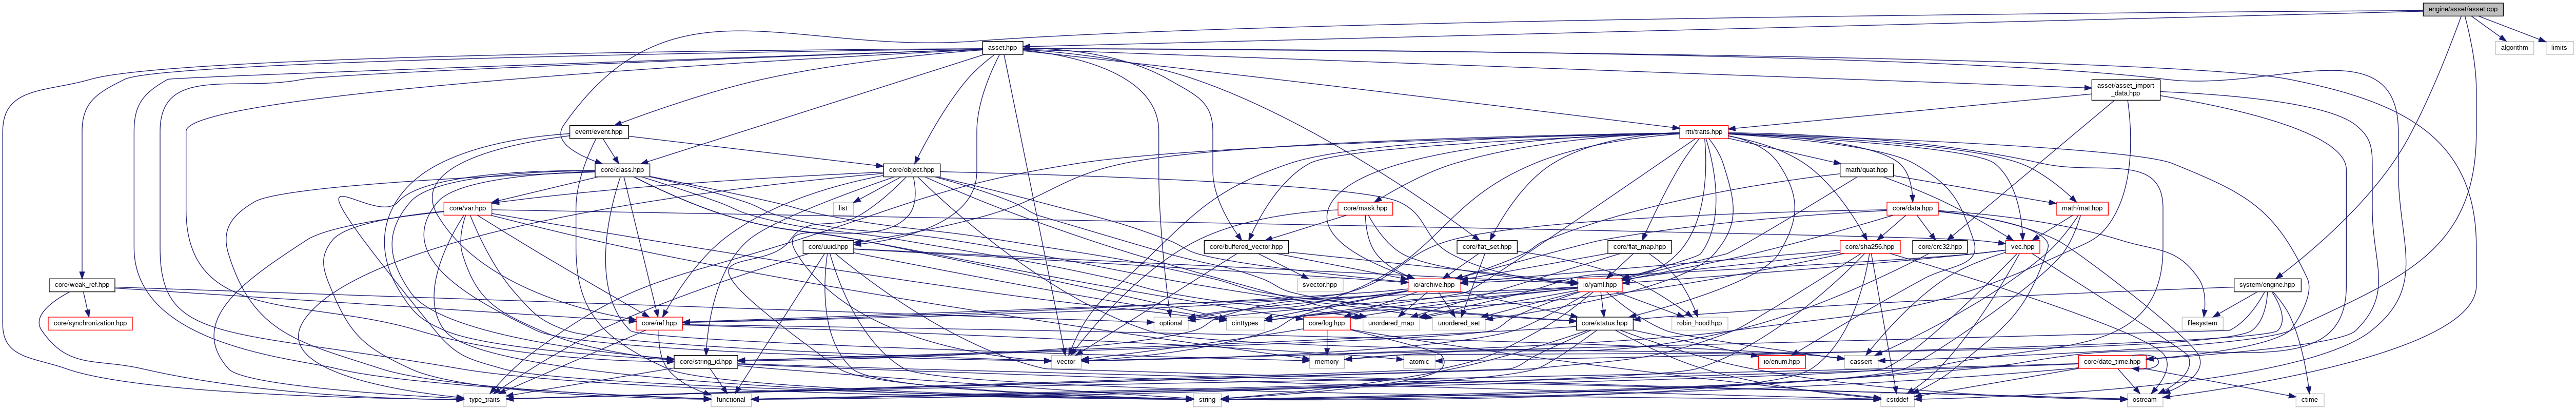 engine/asset/asset.cpp
asset.hpp
algorithm
limits
asset/asset_import
_data.hpp
event/event.hpp
rtti/traits.hpp
core/class.hpp
core/object.hpp
math/quat.hpp
core/var.hpp
list
core/mask.hpp
core/data.hpp
math/mat.hpp
core/uuid.hpp
core/buffered_vector.hpp
core/flat_set.hpp
core/flat_map.hpp
core/sha256.hpp
core/crc32.hpp
vec.hpp
core/weak_ref.hpp
svector.hpp
io/archive.hpp
io/yaml.hpp
system/engine.hpp
core/synchronization.hpp
core/ref.hpp
optional
cinttypes
core/log.hpp
unordered_map
unordered_set
core/status.hpp
robin_hood.hpp
filesystem
core/string_id.hpp
vector
memory
atomic
io/enum.hpp
cassert
core/date_time.hpp
type_traits
functional
string
cstddef
ostream
ctime